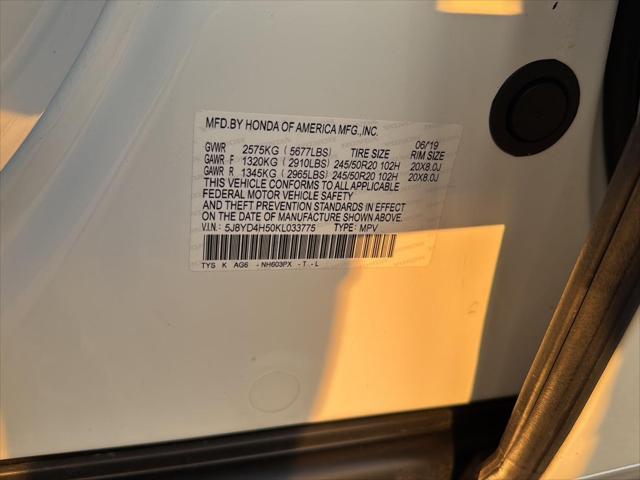 MFD.BY HONDA OF AMERICA MFG.,INC. 06/19
GVWR 2575KG ( 5677LBS) TIRE SIZE RIM SIZE
GAWR F 1320KG ( 2910LBS) 245/50R20 102H 20X8.0J
GAWR R 1345KG ( 2965LBS) 245/50R20 102H 20X8.0J
THIS VEHICLE CONFORMS TO ALL APPLICABLE
FEDERAL MOTOR VEHICLE SAFETY
AND THEFT PREVENTION STANDARDS IN EFFECT
ON THE DATE OF MANUFACTURE SHOWN ABOVE.
V.I.N.: 5J8YD4H50KL033775 TYPE: MPV
TYS K AG6 - NH603PX - T - L